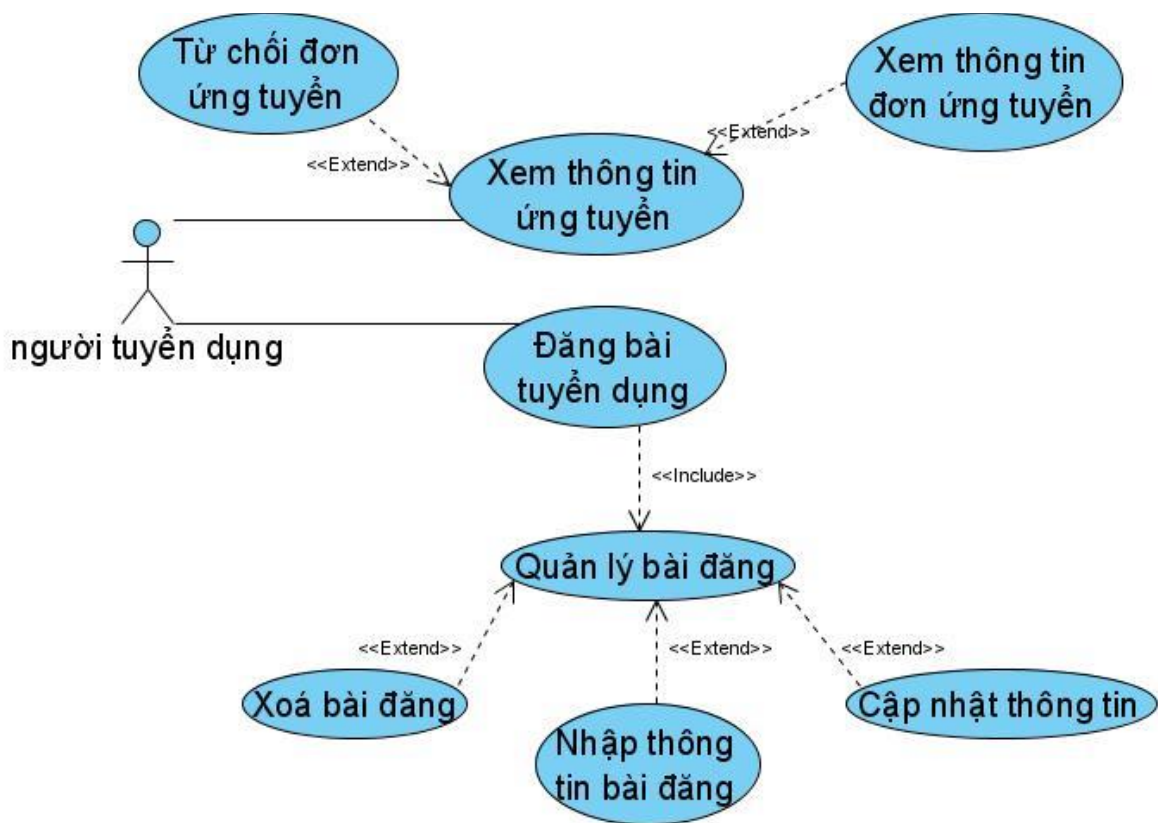 Từ chối đơn
ứng tuyển
Xem thông tin
đơn ứng tuyển
<<Extend>>
<<Extend>>
Xem thông tin
ứng tuyển
người tuyển dụng
Đăng bài
tuyển dụng
<<Include>>
Quản lý bài đăng
<<Extend>>
<<Extend>>
<<Extend>>
Xoá bài đăng
Nhập thông
tin bài đăng
Cập nhật thông tin